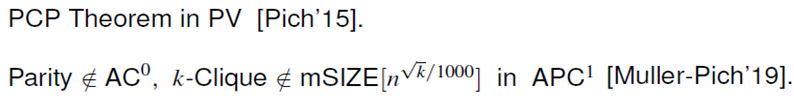 PCP Theorem in PV [Pich'15].
Parity ∉ AC⁰, k-Clique ∉ mSIZE[n^{√k/1000}] in APC¹ [Muller-Pich'19].